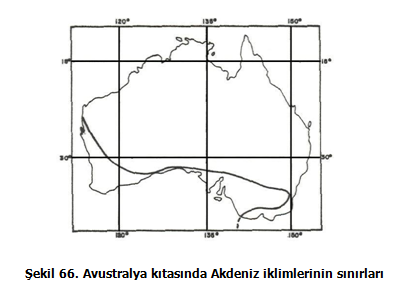 120° 135° 150°
15° 15°
30° 30°
120° 135° 150°
Şekil 66. Avustralya kıtasında Akdeniz iklimlerinin sınırları